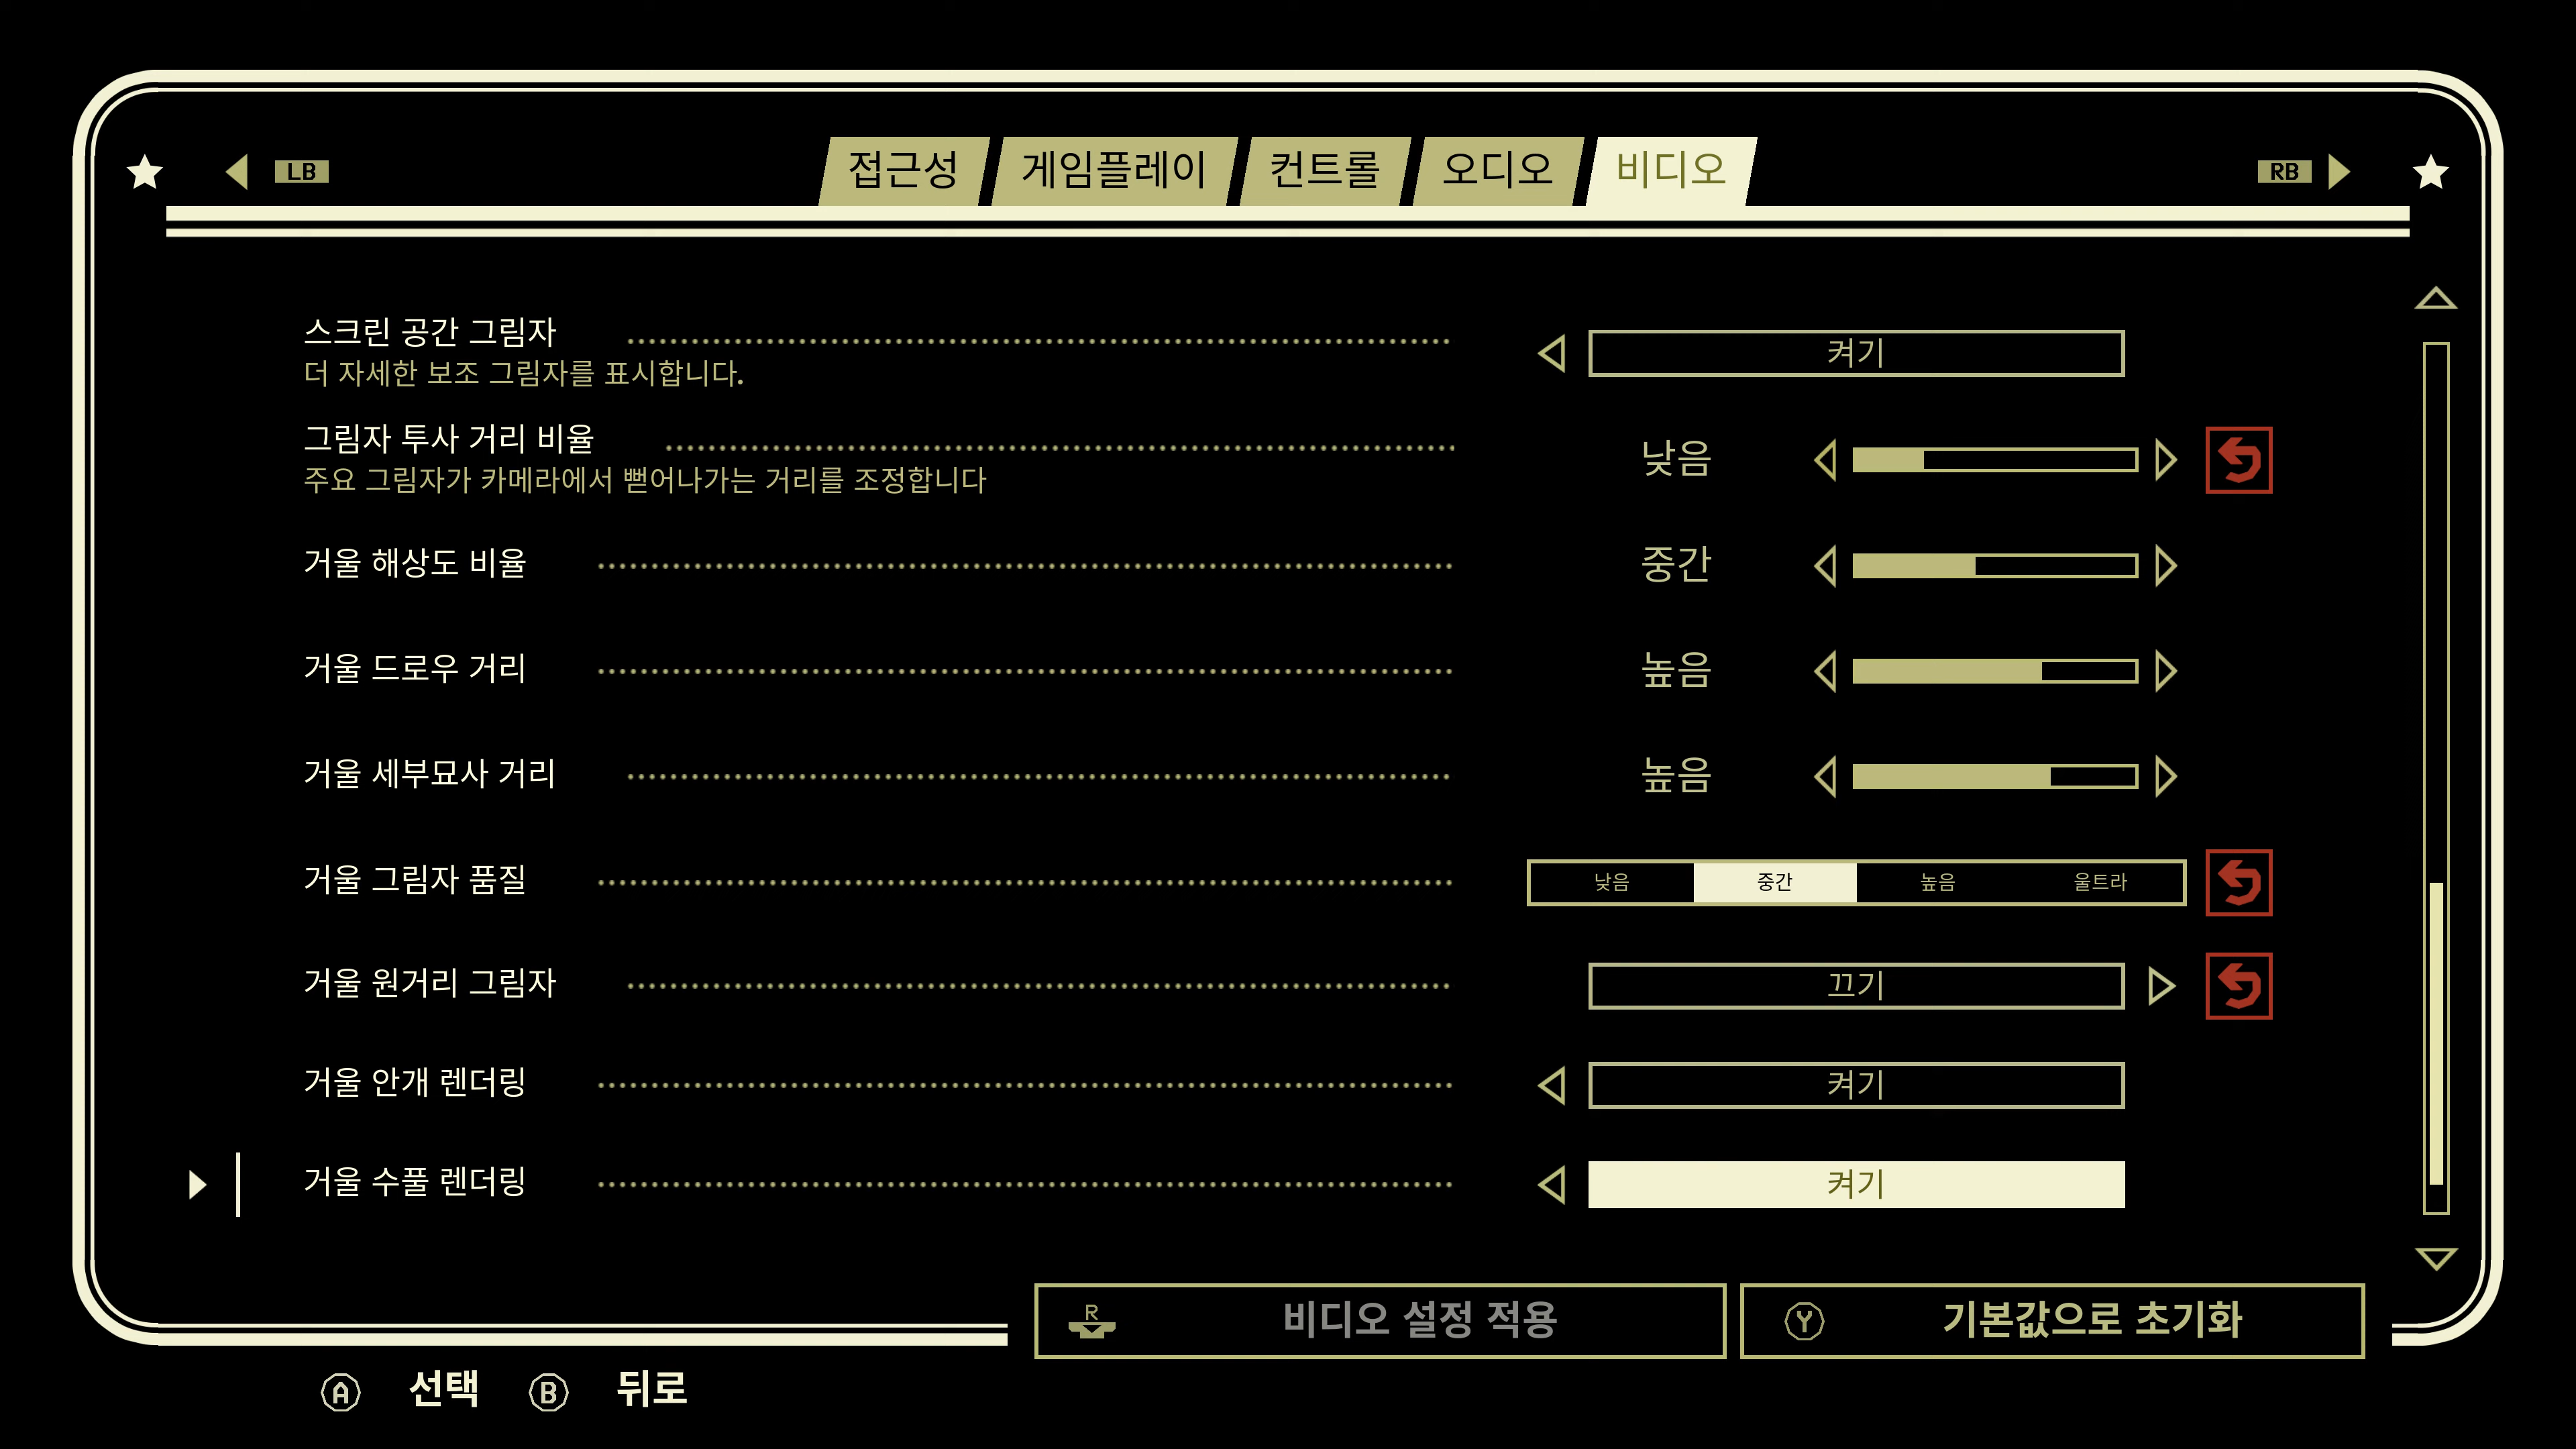 LB 접근성 게임플레이 컨트롤 오디오 비디오 RB
스크린 공간 그림자 켜기
더 자세한 보조 그림자를 표시합니다.
그림자 투사 거리 비율 낮음
주요 그림자가 카메라에서 뻗어나가는 거리를 조정합니다
거울 해상도 비율 중간
거울 드로우 거리 높음
거울 세부묘사 거리 높음
거울 그림자 품질 낮음 중간 높음 울트라
거울 원거리 그림자 끄기
거울 안개 렌더링 켜기
거울 수풀 렌더링 켜기
R 비디오 설정 적용 Y 기본값으로 초기화
A 선택 B 뒤로